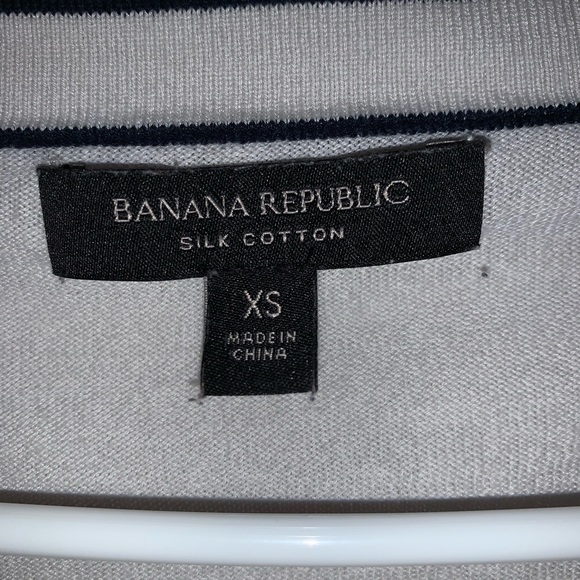 BANANA REPUBLIC
SILK COTTON
XS
MADE IN
CHINA